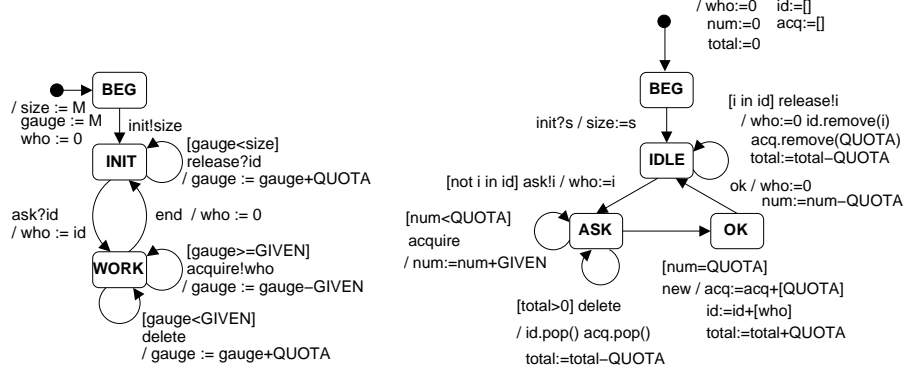 BEG
/ size := M
gauge := M
who := 0
init!size
INIT
[gauge<size]
release?id
/ gauge := gauge+QUOTA
ask?id
/ who := id
end / who := 0
WORK
[gauge>=GIVEN]
acquire!who
/ gauge := gauge−GIVEN
[gauge<GIVEN]
delete
/ gauge := gauge+QUOTA
/ who:=0 id:=[]
num:=0 acq:=[]
total:=0
BEG
init?s / size:=s
[i in id] release!i
/ who:=0 id.remove(i)
acq.remove(QUOTA)
total:=total−QUOTA
IDLE
[not i in id] ask!i / who:=i
ok / who:=0
num:=num−QUOTA
[num<QUOTA]
acquire
/ num:=num+GIVEN
ASK
OK
[num=QUOTA]
new / acq:=acq+[QUOTA]
id:=id+[who]
total:=total+QUOTA
[total>0] delete
/ id.pop() acq.pop()
total:=total−QUOTA